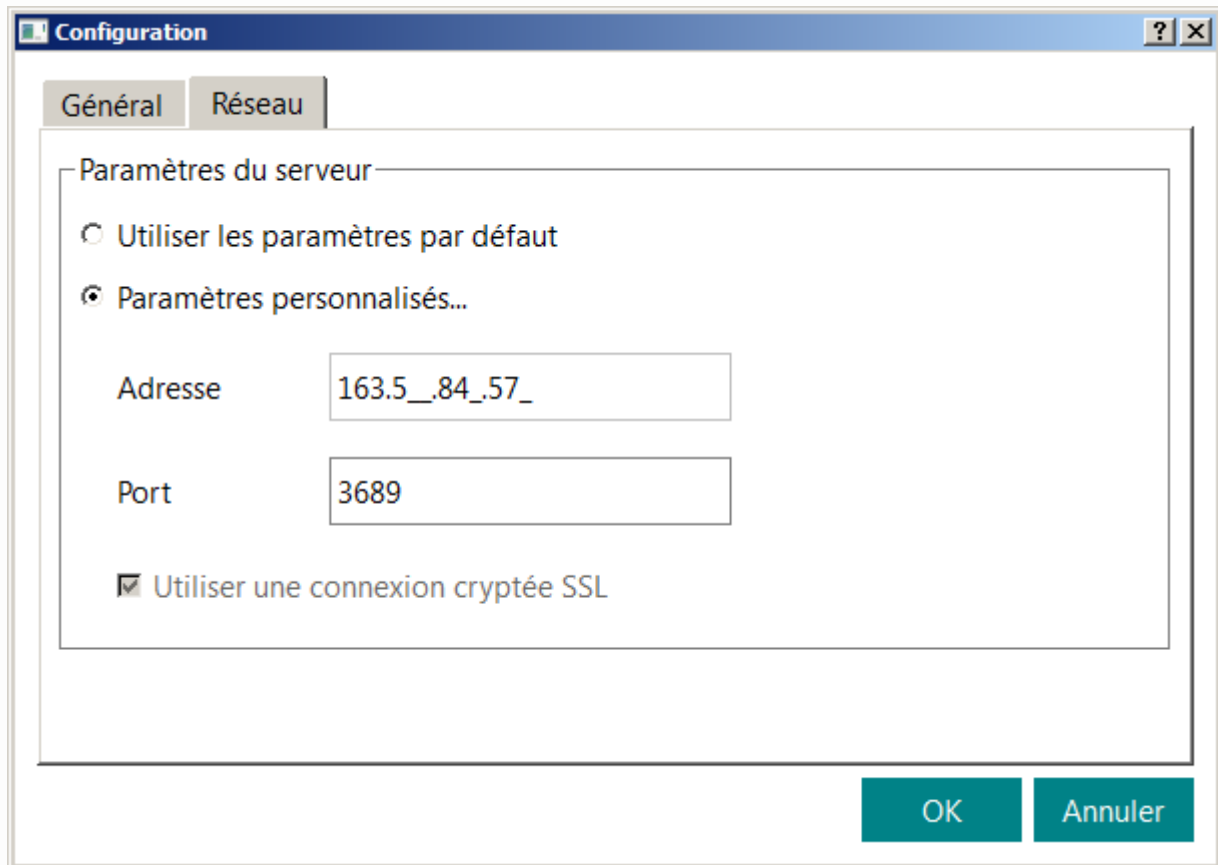 Configuration
Général Réseau
Paramètres du serveur
Utiliser les paramètres par défaut
Paramètres personnalisés...
Adresse 163.5__.84_.57_
Port 3689
Utiliser une connexion cryptée SSL
OK Annuler